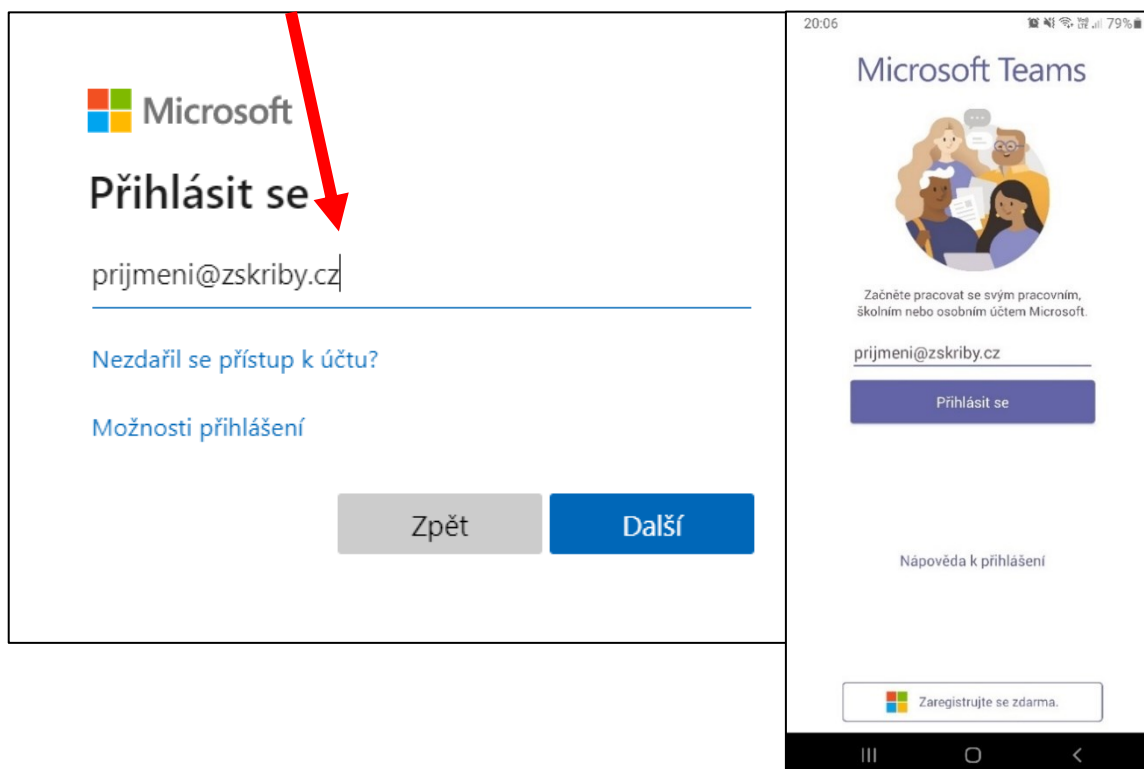 Microsoft
Přihlásit se
prijmeni@zskriby.cz
Nezdařil se přístup k účtu?
Možnosti přihlášení
Zpět
Další
20:06
79%
Microsoft Teams
Začněte pracovat se svým pracovním,
školním nebo osobním účtem Microsoft.
prijmeni@zskriby.cz
Přihlásit se
Nápověda k přihlášení
Zaregistrujte se zdarma.